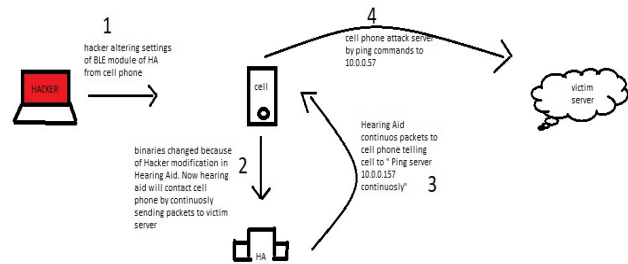 1
hacker altering settings
of BLE module of HA
from cell phone
HACKER
cell
4
cell phone attack server
by ping commands to
10.0.0.57
victim
server
binaries changed because
of Hacker modification in
Hearing Aid. Now hearing
aid will contact cell
phone by continuosly
sending packets to victim
server
2
HA
Hearing Aid
continuos packets to
cell phone telling
cell to " Ping server
10.0.0.157
continuosly"
3